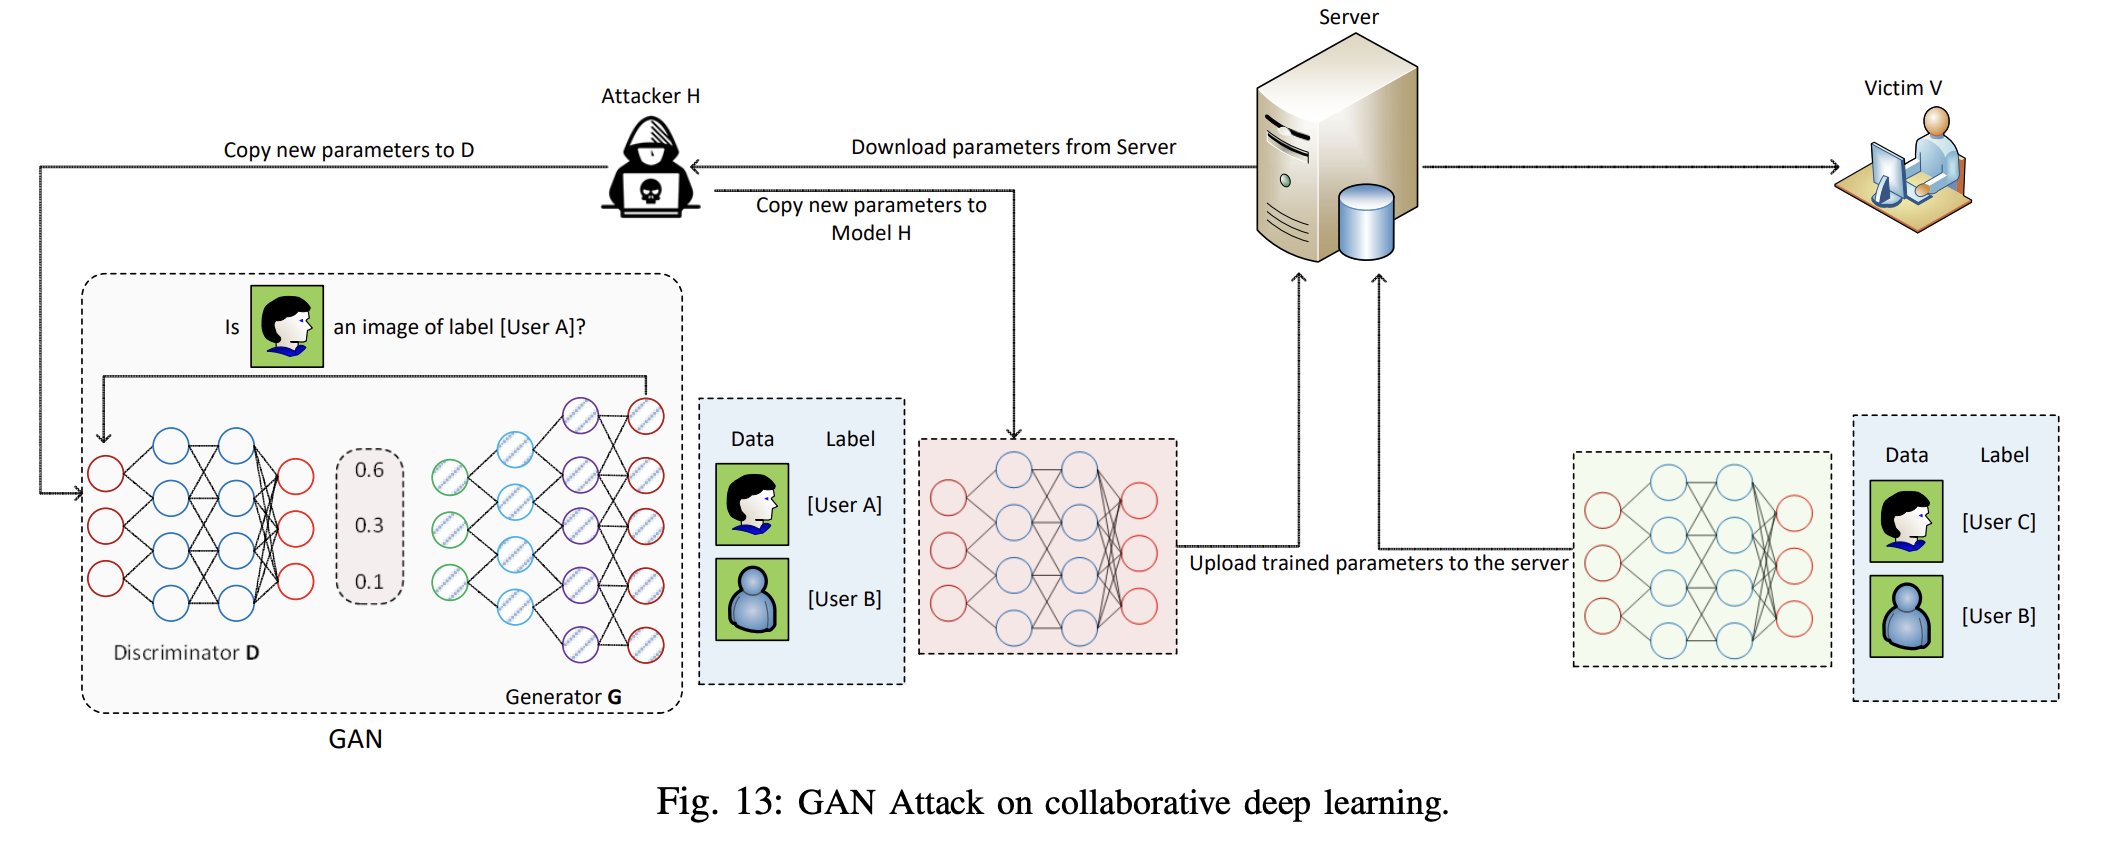 Server
Attacker H
Victim V
Copy new parameters to D
Download parameters from Server
Copy new parameters to
Model H
Is an image of label [User A]?
Data Label
[User A]
[User B]
0.6
0.3
0.1
Discriminator D
Generator G
GAN
Upload trained parameters to the server
Data Label
[User C]
[User B]
Fig. 13: GAN Attack on collaborative deep learning.